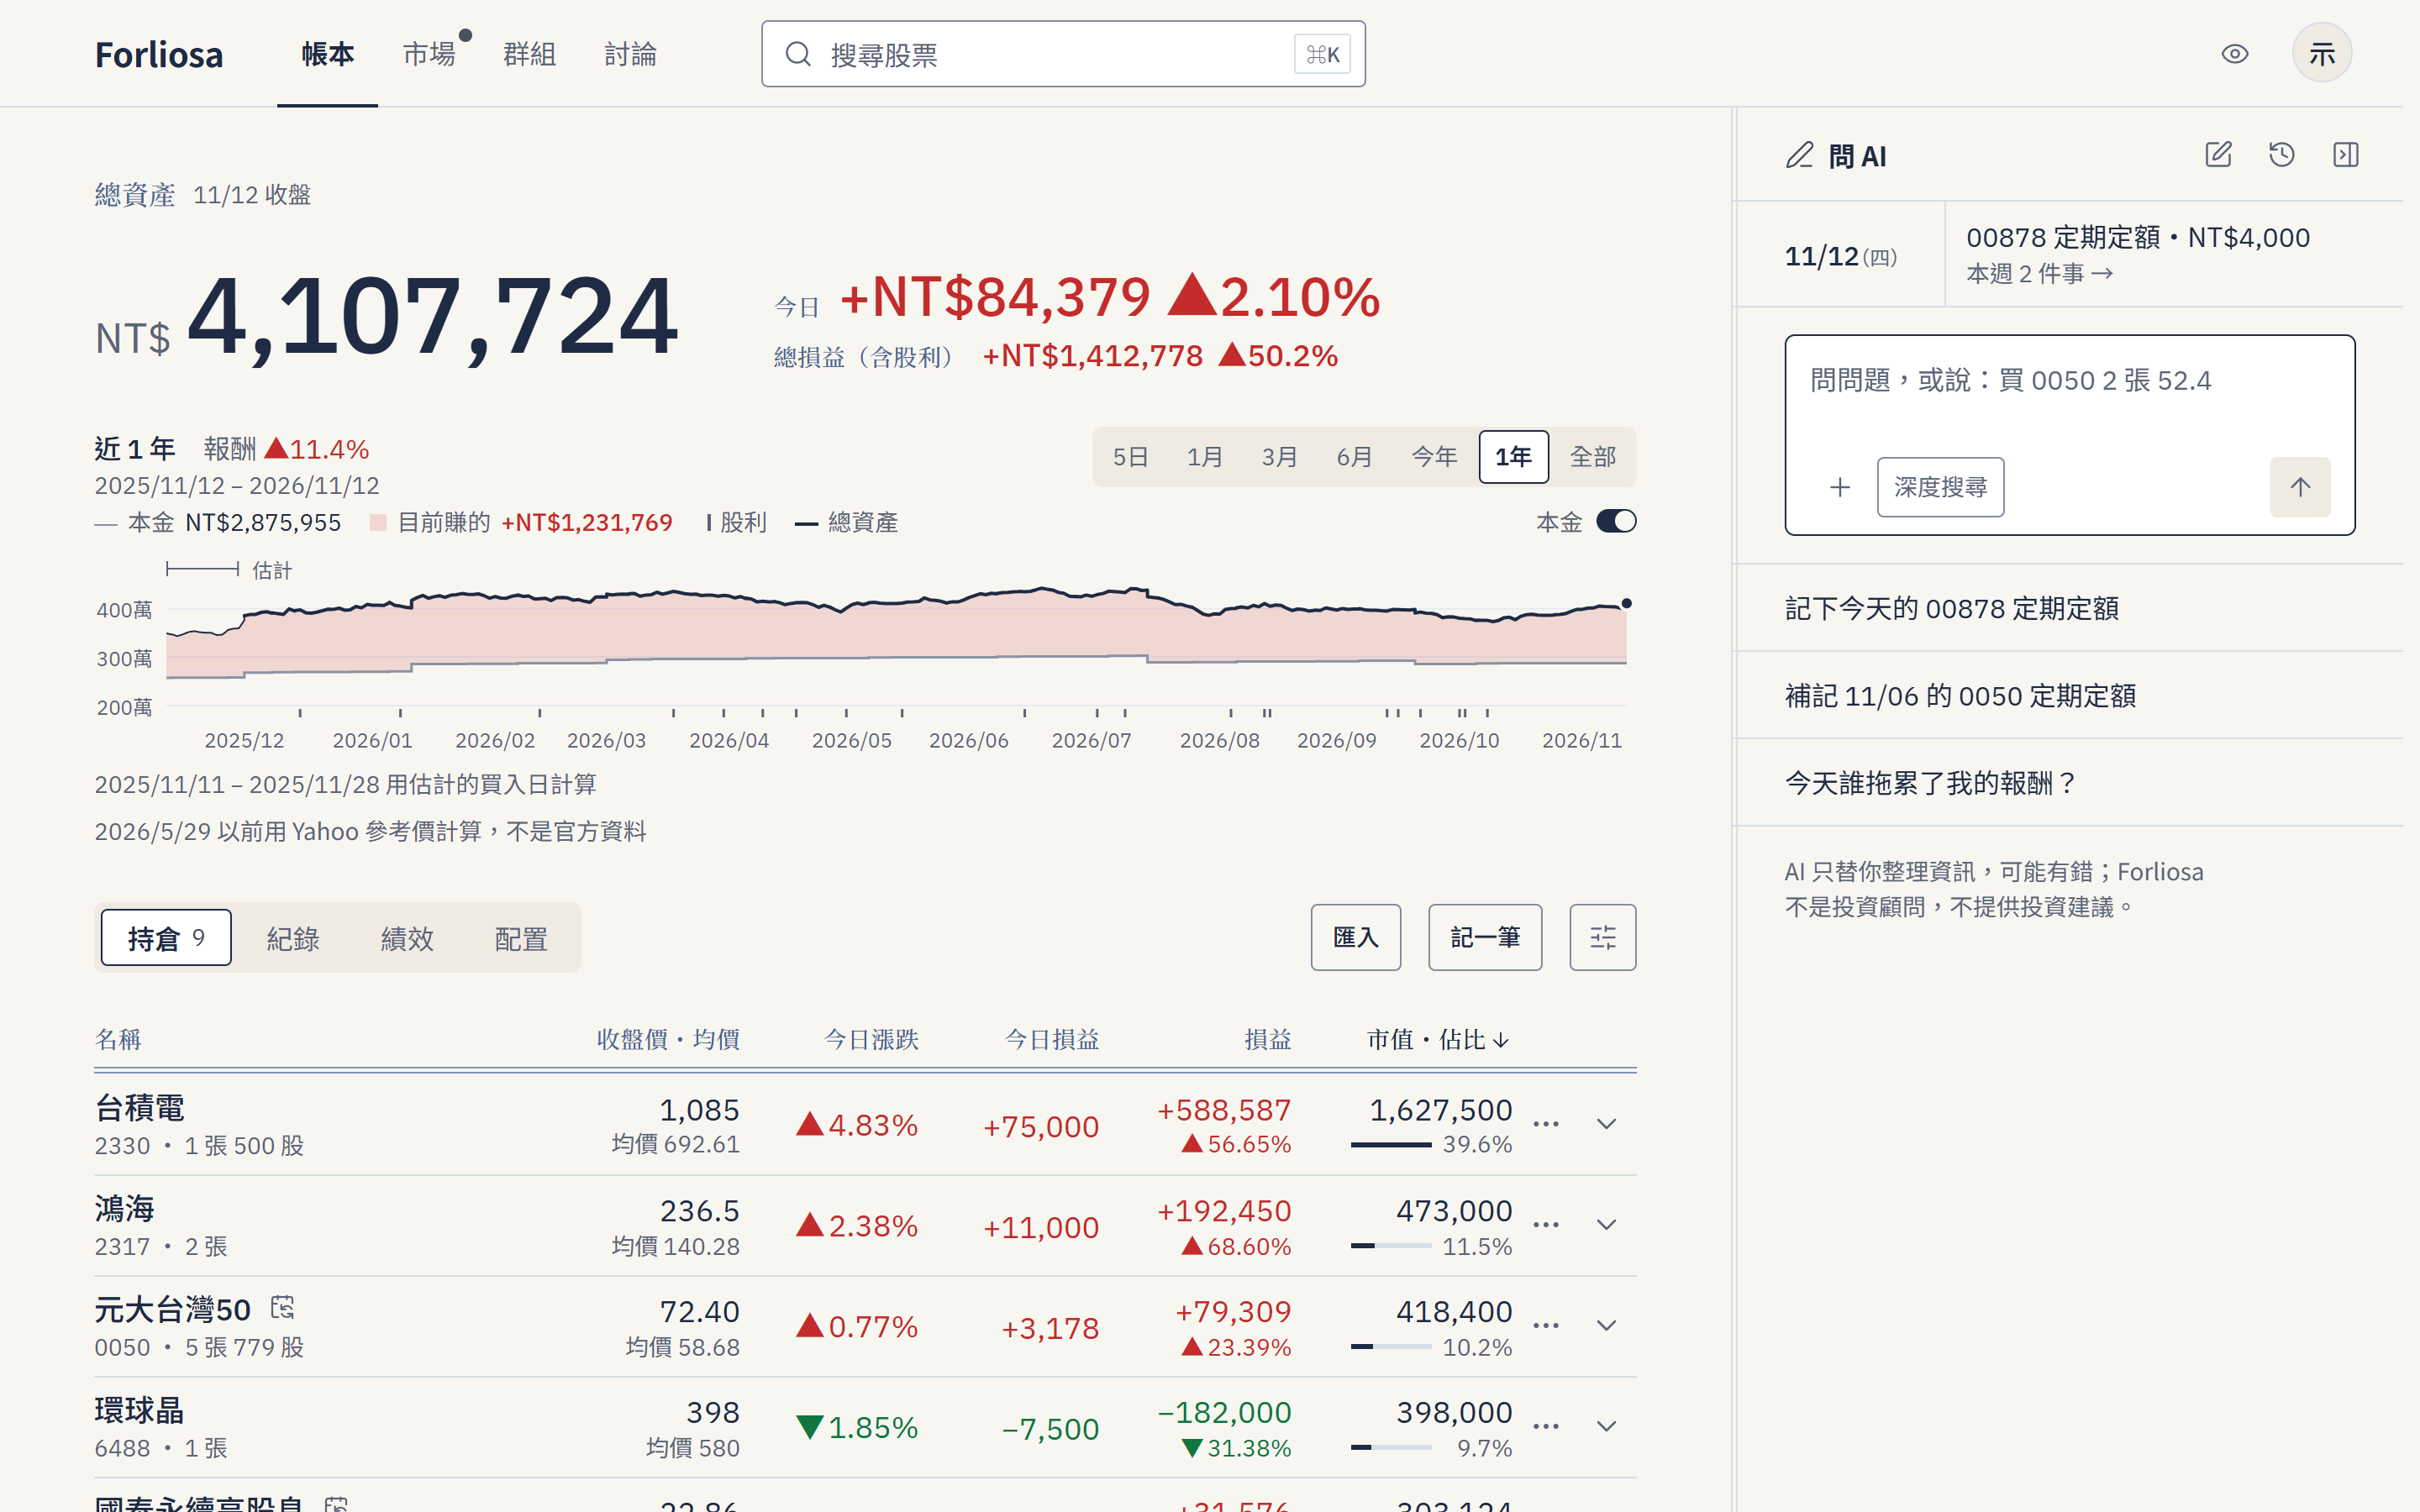 Forliosa 帳本 市場 群組 討論 搜尋股票 ⌘K 示
總資產 11/12 收盤
NT$ 4,107,724
今日 +NT$84,379 ▲2.10%
總損益（含股利） +NT$1,412,778 ▲50.2%
近 1 年 報酬 ▲11.4%
2025/11/12 – 2026/11/12
5日 1月 3月 6月 今年 1年 全部
本金 NT$2,875,955 目前賺的 +NT$1,231,769 股利 總資產
本金
估計
400萬
300萬
200萬
2025/12 2026/01 2026/02 2026/03 2026/04 2026/05 2026/06 2026/07 2026/08 2026/09 2026/10 2026/11
2025/11/11 – 2025/11/28 用估計的買入日計算
2026/5/29 以前用 Yahoo 參考價計算，不是官方資料
持倉 9 紀錄 績效 配置
匯入 記一筆
名稱 收盤價・均價 今日漲跌 今日損益 損益 市值・佔比 ↓
台積電 1,085 ▲4.83% +75,000 +588,587 1,627,500
2330 ・ 1 張 500 股 均價 692.61 ▲56.65% 39.6%
鴻海 236.5 ▲2.38% +11,000 +192,450 473,000
2317 ・ 2 張 均價 140.28 ▲68.60% 11.5%
元大台灣50 72.40 ▲0.77% +3,178 +79,309 418,400
0050 ・ 5 張 779 股 均價 58.68 ▲23.39% 10.2%
環球晶 398 ▼1.85% −7,500 −182,000 398,000
6488 ・ 1 張 均價 580 ▼31.38% 9.7%
國泰永續高股息 22.86 +31,576 303,124
問 AI
11/12 (四)
00878 定期定額・NT$4,000
本週 2 件事 →
問問題，或說：買 0050 2 張 52.4
深度搜尋
記下今天的 00878 定期定額
補記 11/06 的 0050 定期定額
今天誰拖累了我的報酬？
AI 只替你整理資訊，可能有錯；Forliosa
不是投資顧問，不提供投資建議。